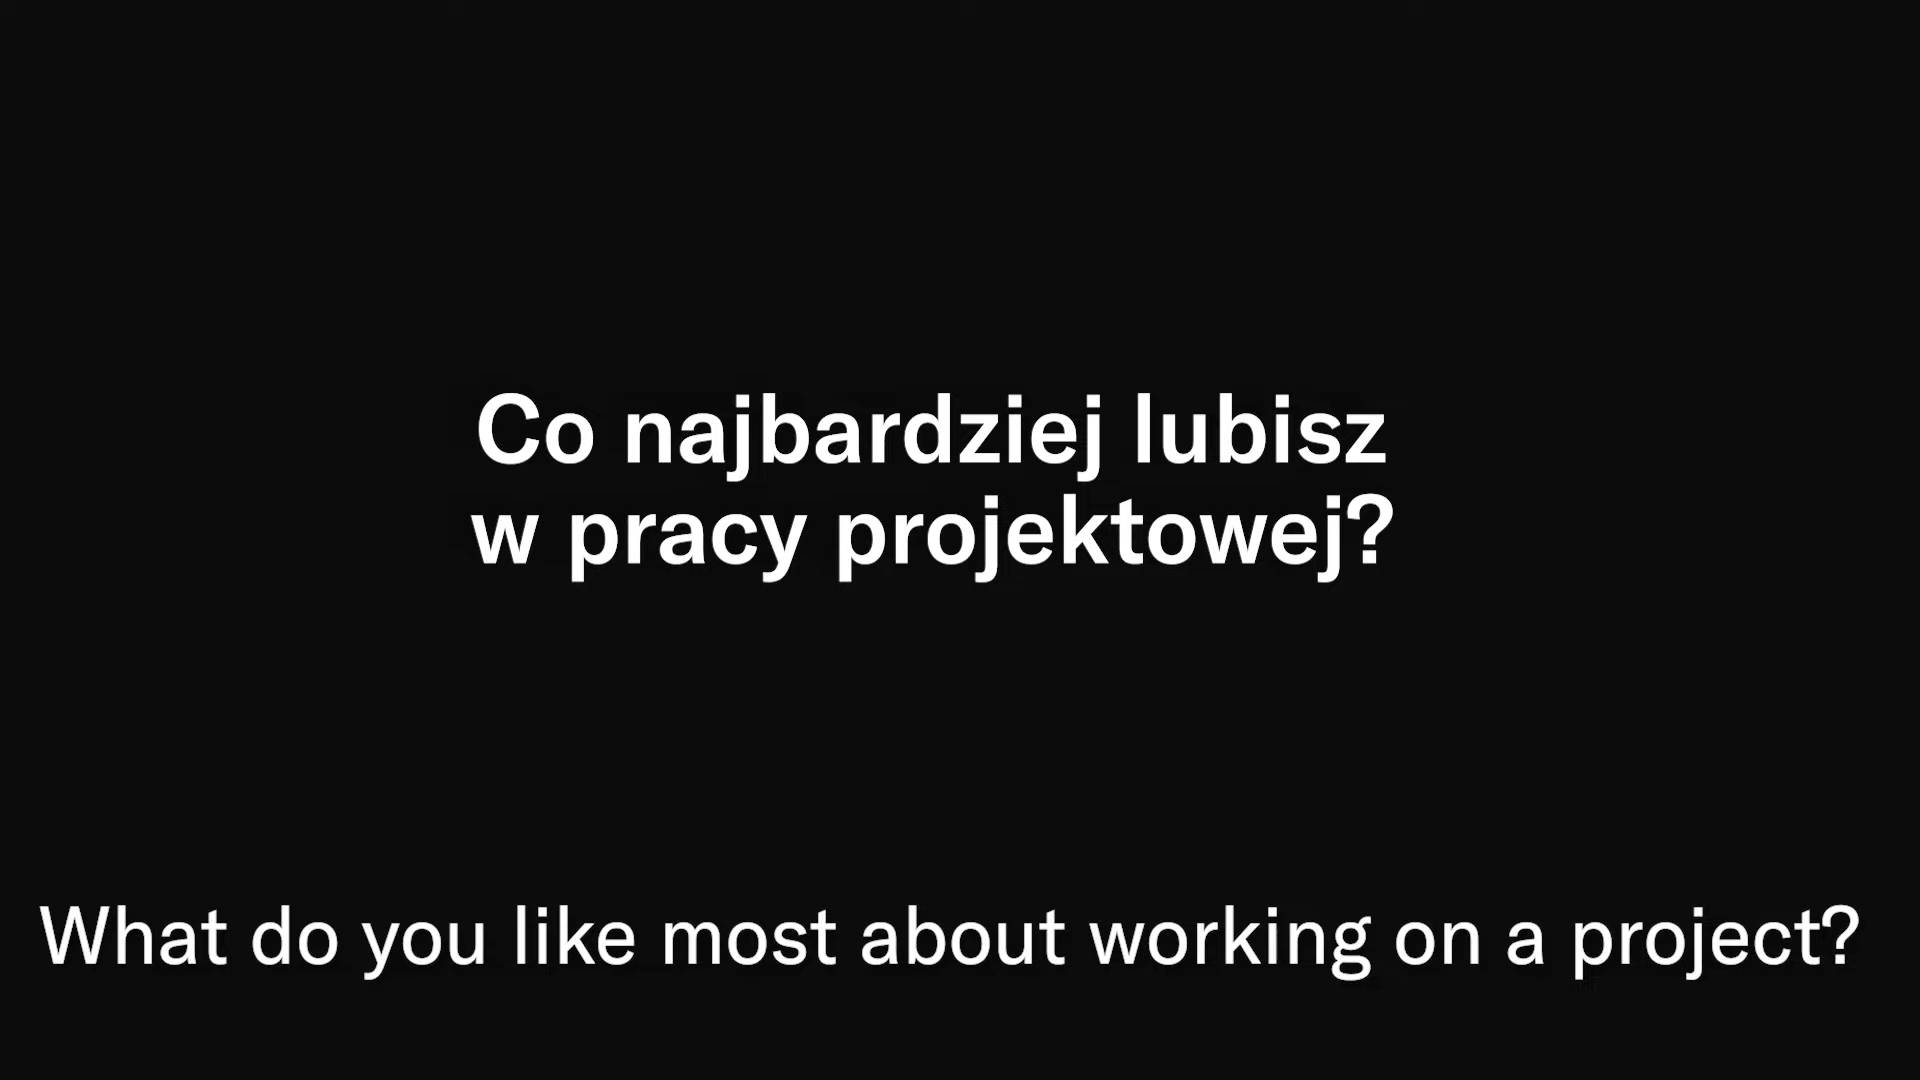 Co najbardziej lubisz
w pracy projektowej?
What do you like most about working on a project?